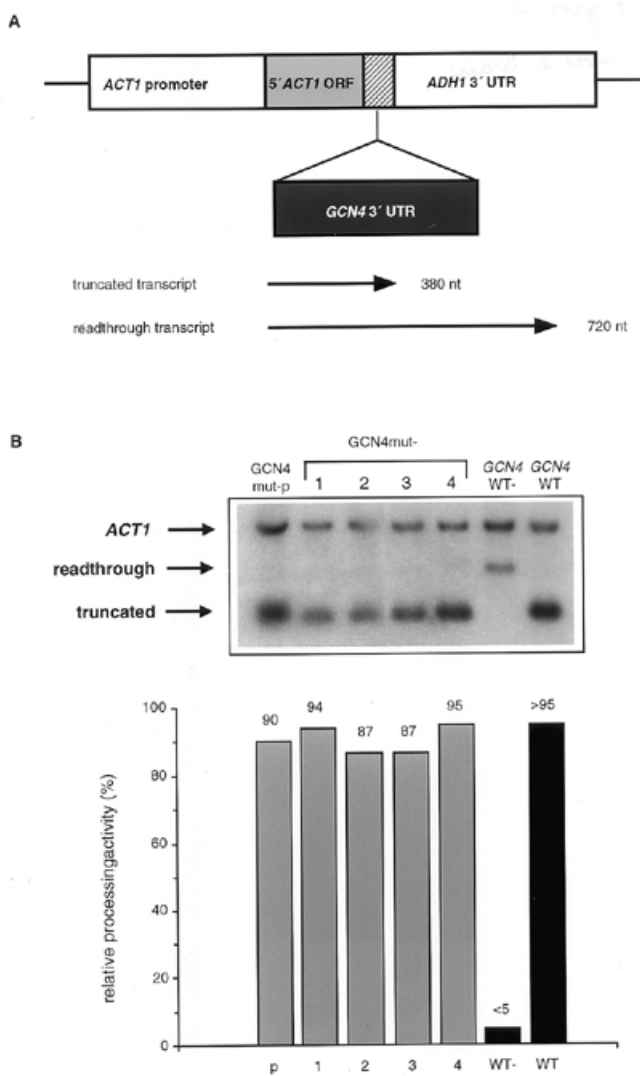 A
ACT1 promoter 5´ACT1 ORF ADH1 3´ UTR
GCN4 3´ UTR
truncated transcript 380 nt
readthrough transcript 720 nt
B
GCN4mut-
GCN4 mut-p 1 2 3 4 GCN4 WT- GCN4 WT
ACT1
readthrough
truncated
relative processingactivity (%)
100
80
60
40
20
0
90 94 87 87 95 <5 >95
p 1 2 3 4 WT- WT